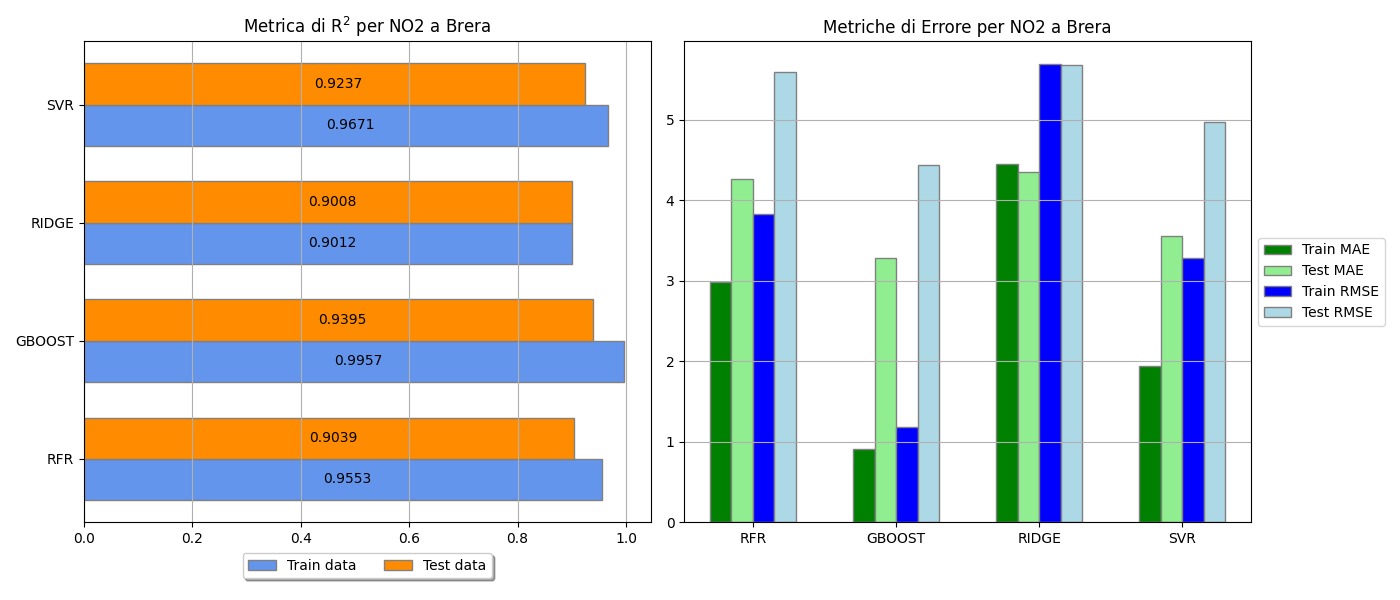 Metrica di R² per NO2 a Brera
SVR
0.9237
0.9671
RIDGE
0.9008
0.9012
GBOOST
0.9395
0.9957
RFR
0.9039
0.9553
0.0 0.2 0.4 0.6 0.8 1.0
Train data Test data
Metriche di Errore per NO2 a Brera
5
4
3
2
1
0
RFR GBOOST RIDGE SVR
Train MAE
Test MAE
Train RMSE
Test RMSE